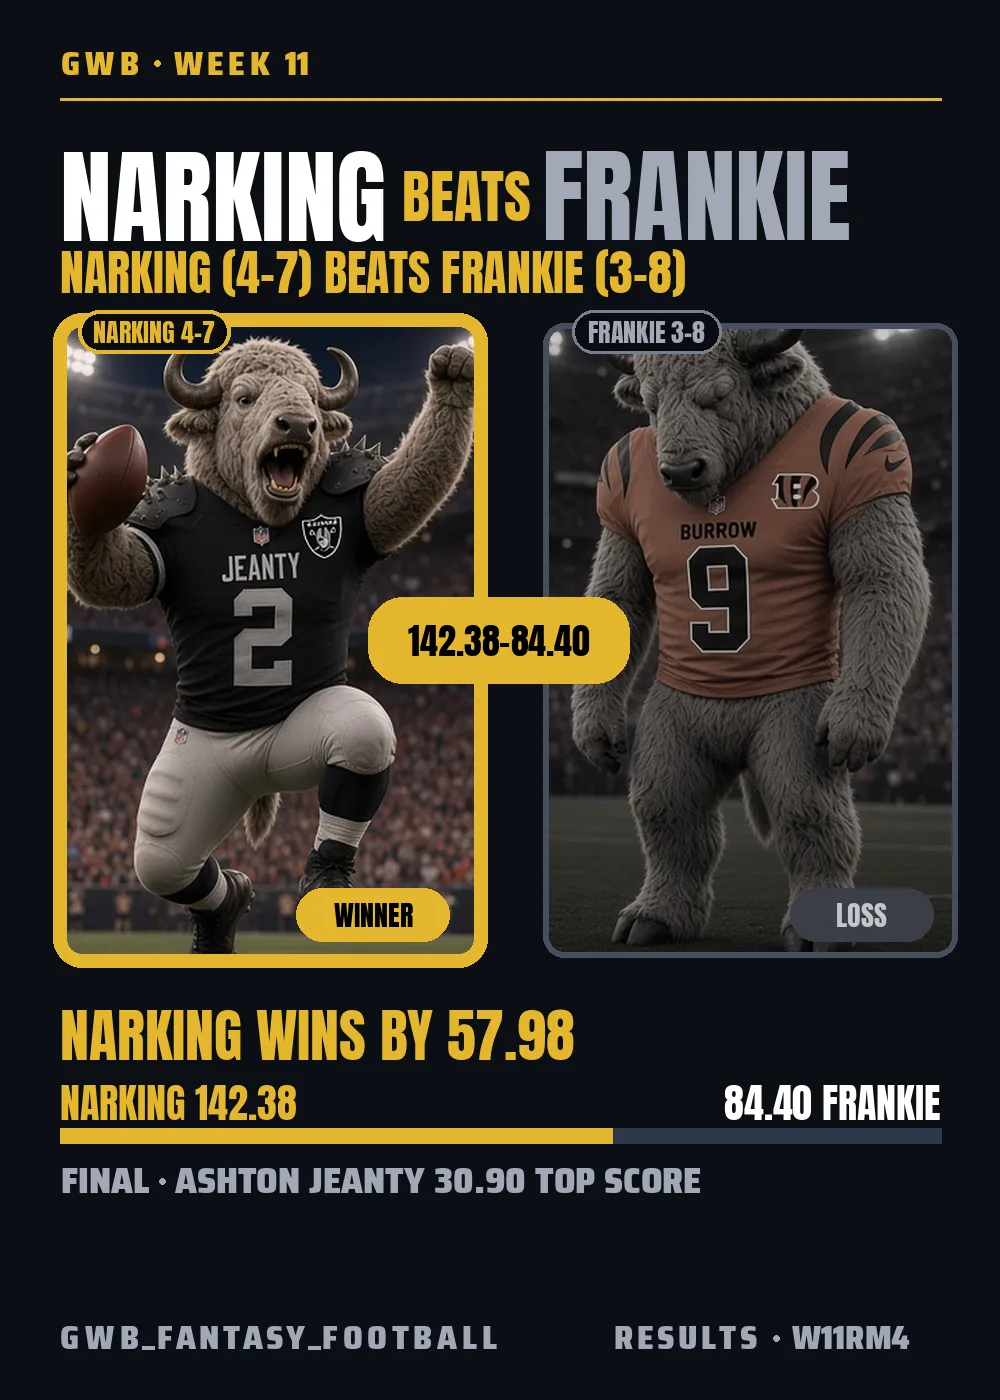 GWB · WEEK 11
NARKING BEATS FRANKIE
NARKING (4-7) BEATS FRANKIE (3-8)
NARKING 4-7
FRANKIE 3-8
JEANTY
2
BURROW
9
142.38-84.40
WINNER
LOSS
NARKING WINS BY 57.98
NARKING 142.38
84.40 FRANKIE
FINAL · ASHTON JEANTY 30.90 TOP SCORE
GWB_FANTASY_FOOTBALL
RESULTS · W11RM4